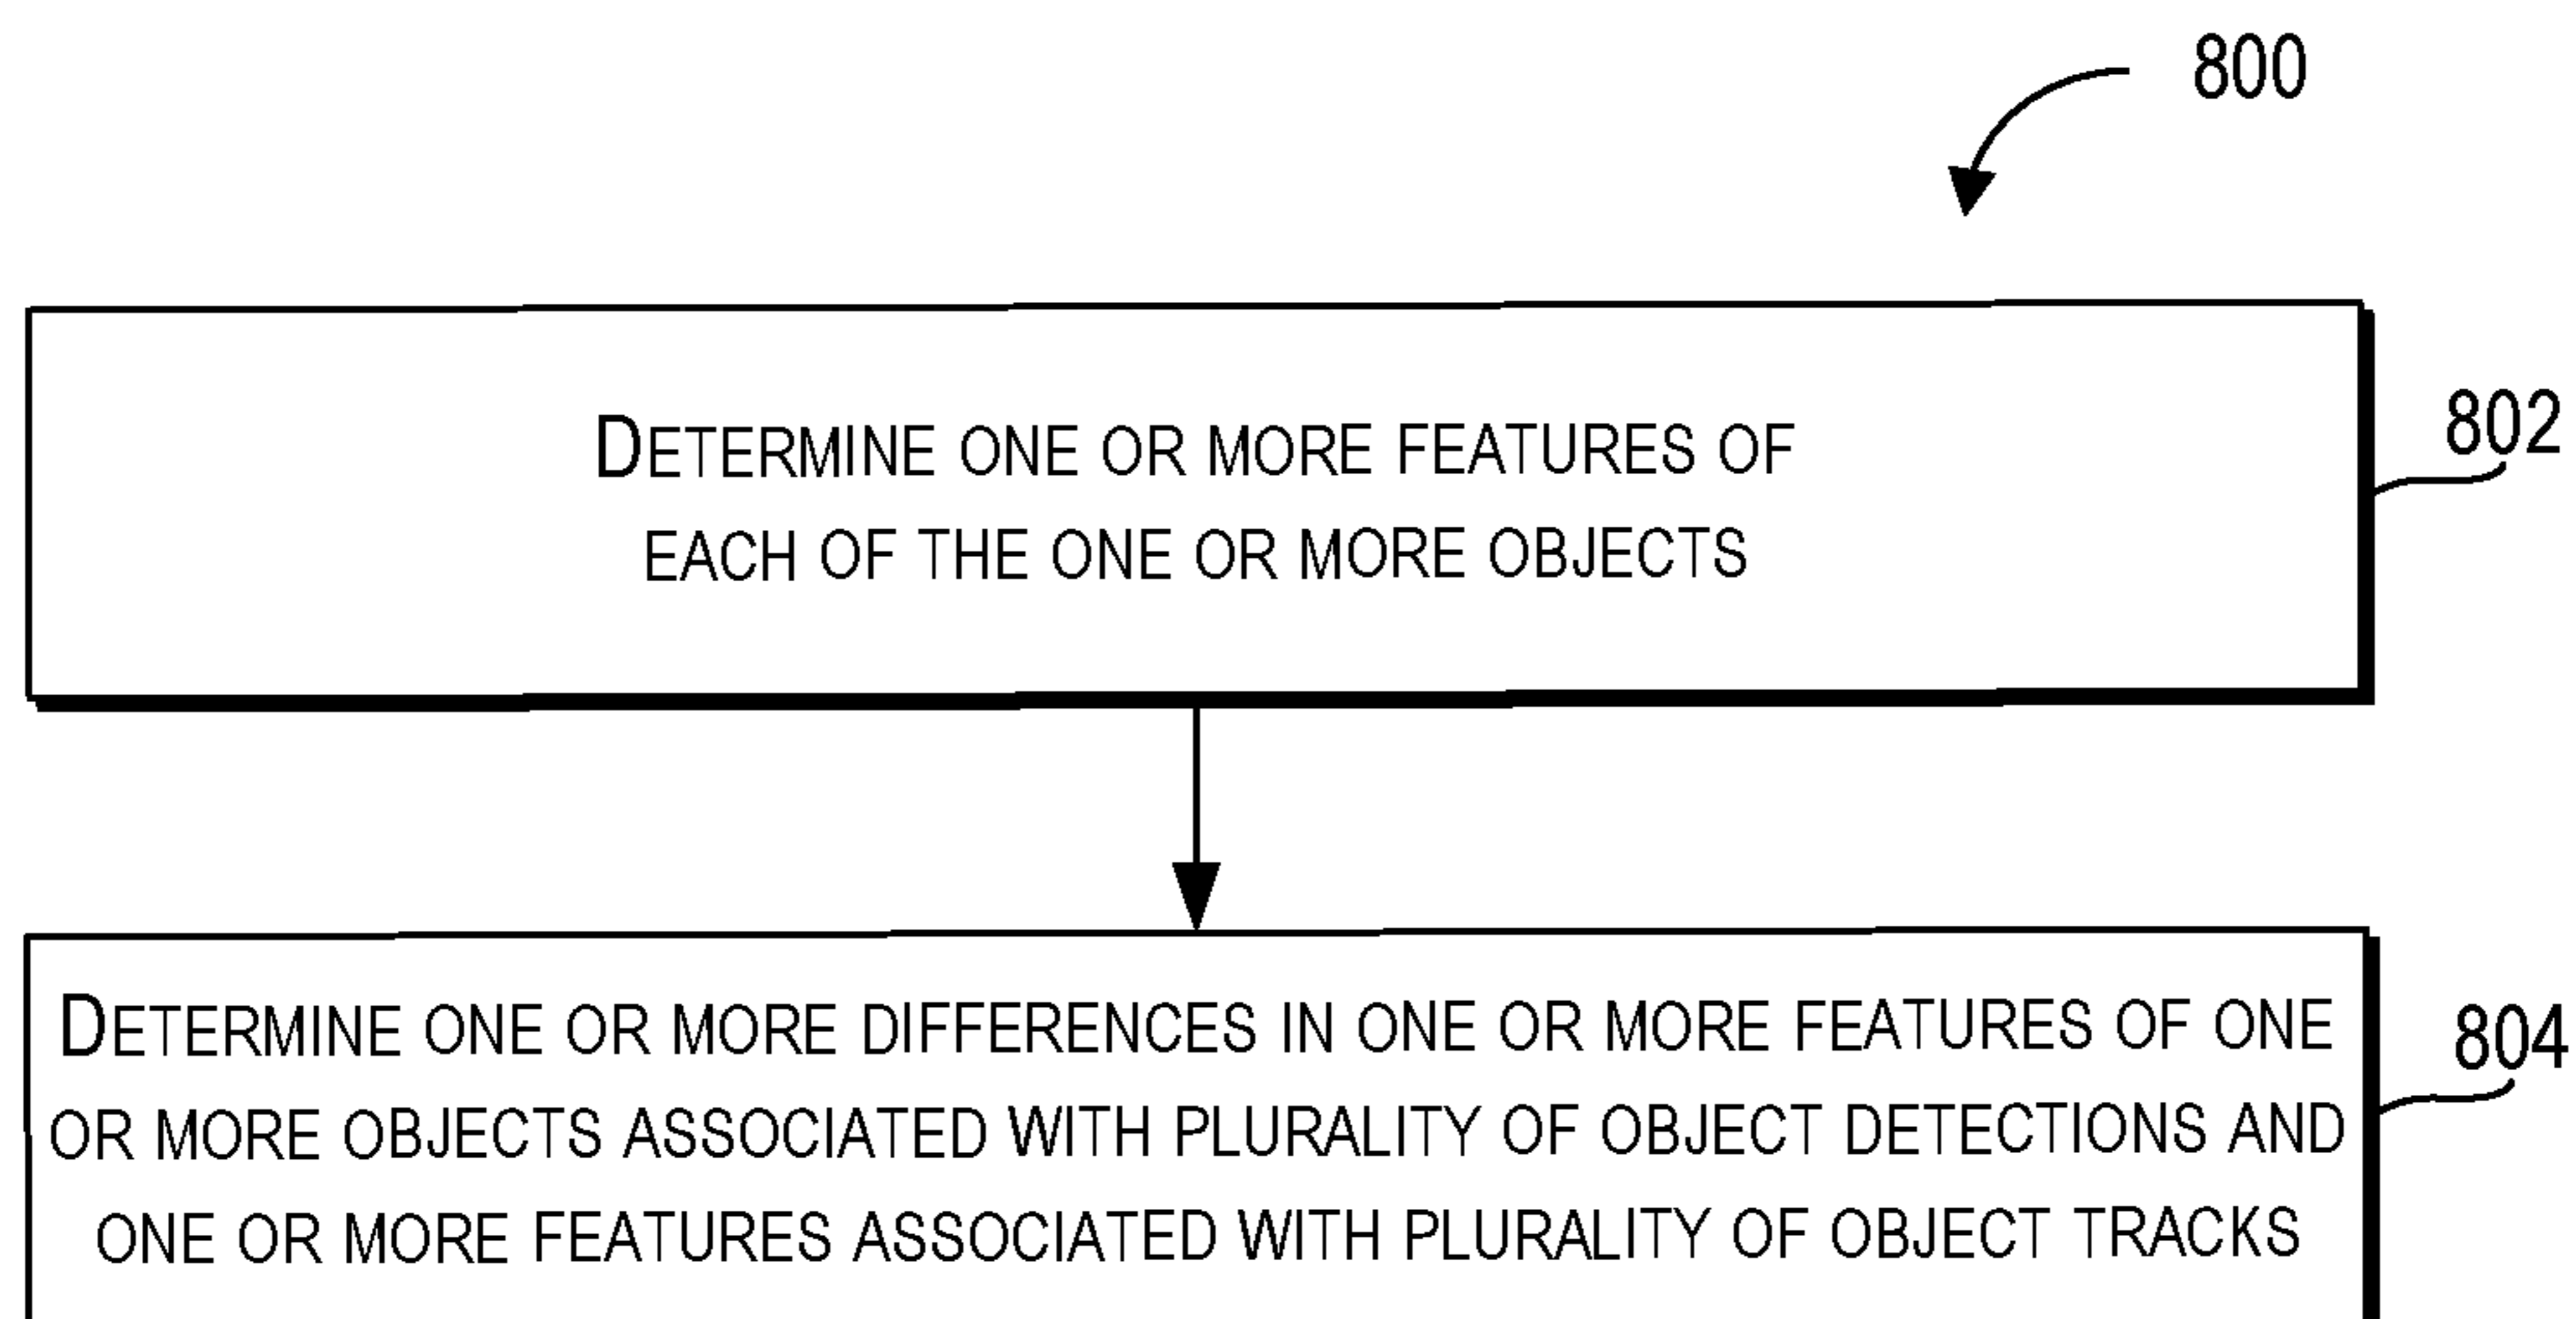 800
DETERMINE ONE OR MORE FEATURES OF
EACH OF THE ONE OR MORE OBJECTS
802
DETERMINE ONE OR MORE DIFFERENCES IN ONE OR MORE FEATURES OF ONE
OR MORE OBJECTS ASSOCIATED WITH PLURALITY OF OBJECT DETECTIONS AND
ONE OR MORE FEATURES ASSOCIATED WITH PLURALITY OF OBJECT TRACKS
804